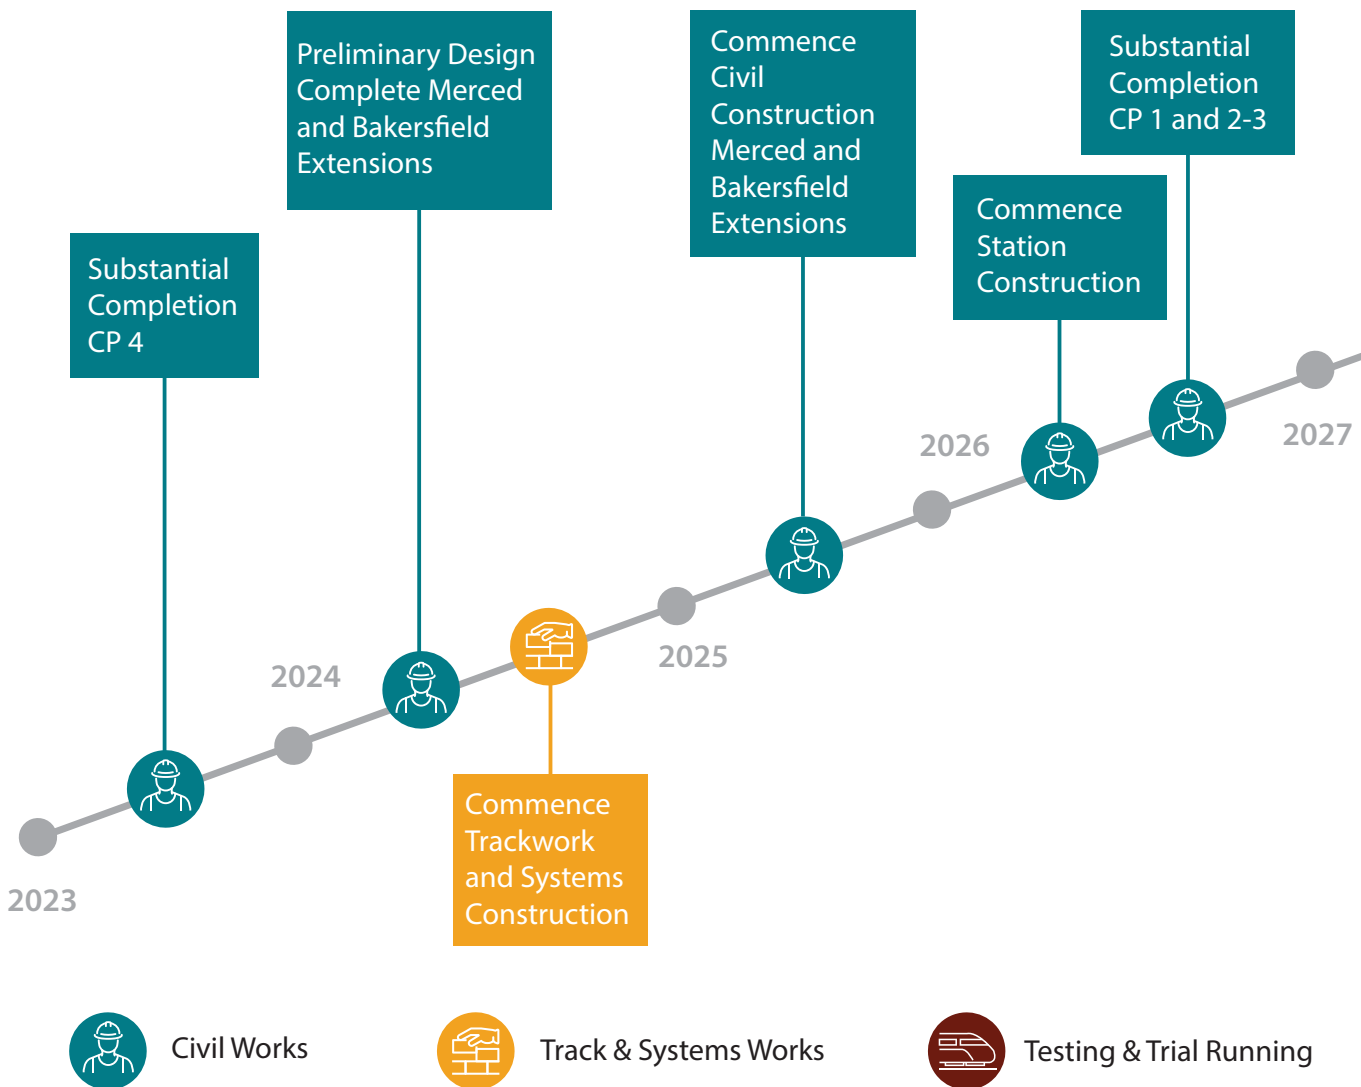 Preliminary Design
Complete Merced
and Bakersfield
Extensions
Commence
Civil
Construction
Merced and
Bakersfield
Extensions
Substantial
Completion
CP 1 and 2-3
Commence
Station
Construction
Substantial
Completion
CP 4
2026
2027
2025
2024
2023
Commence
Trackwork
and Systems
Construction
Civil Works
Track & Systems Works
Testing & Trial Running